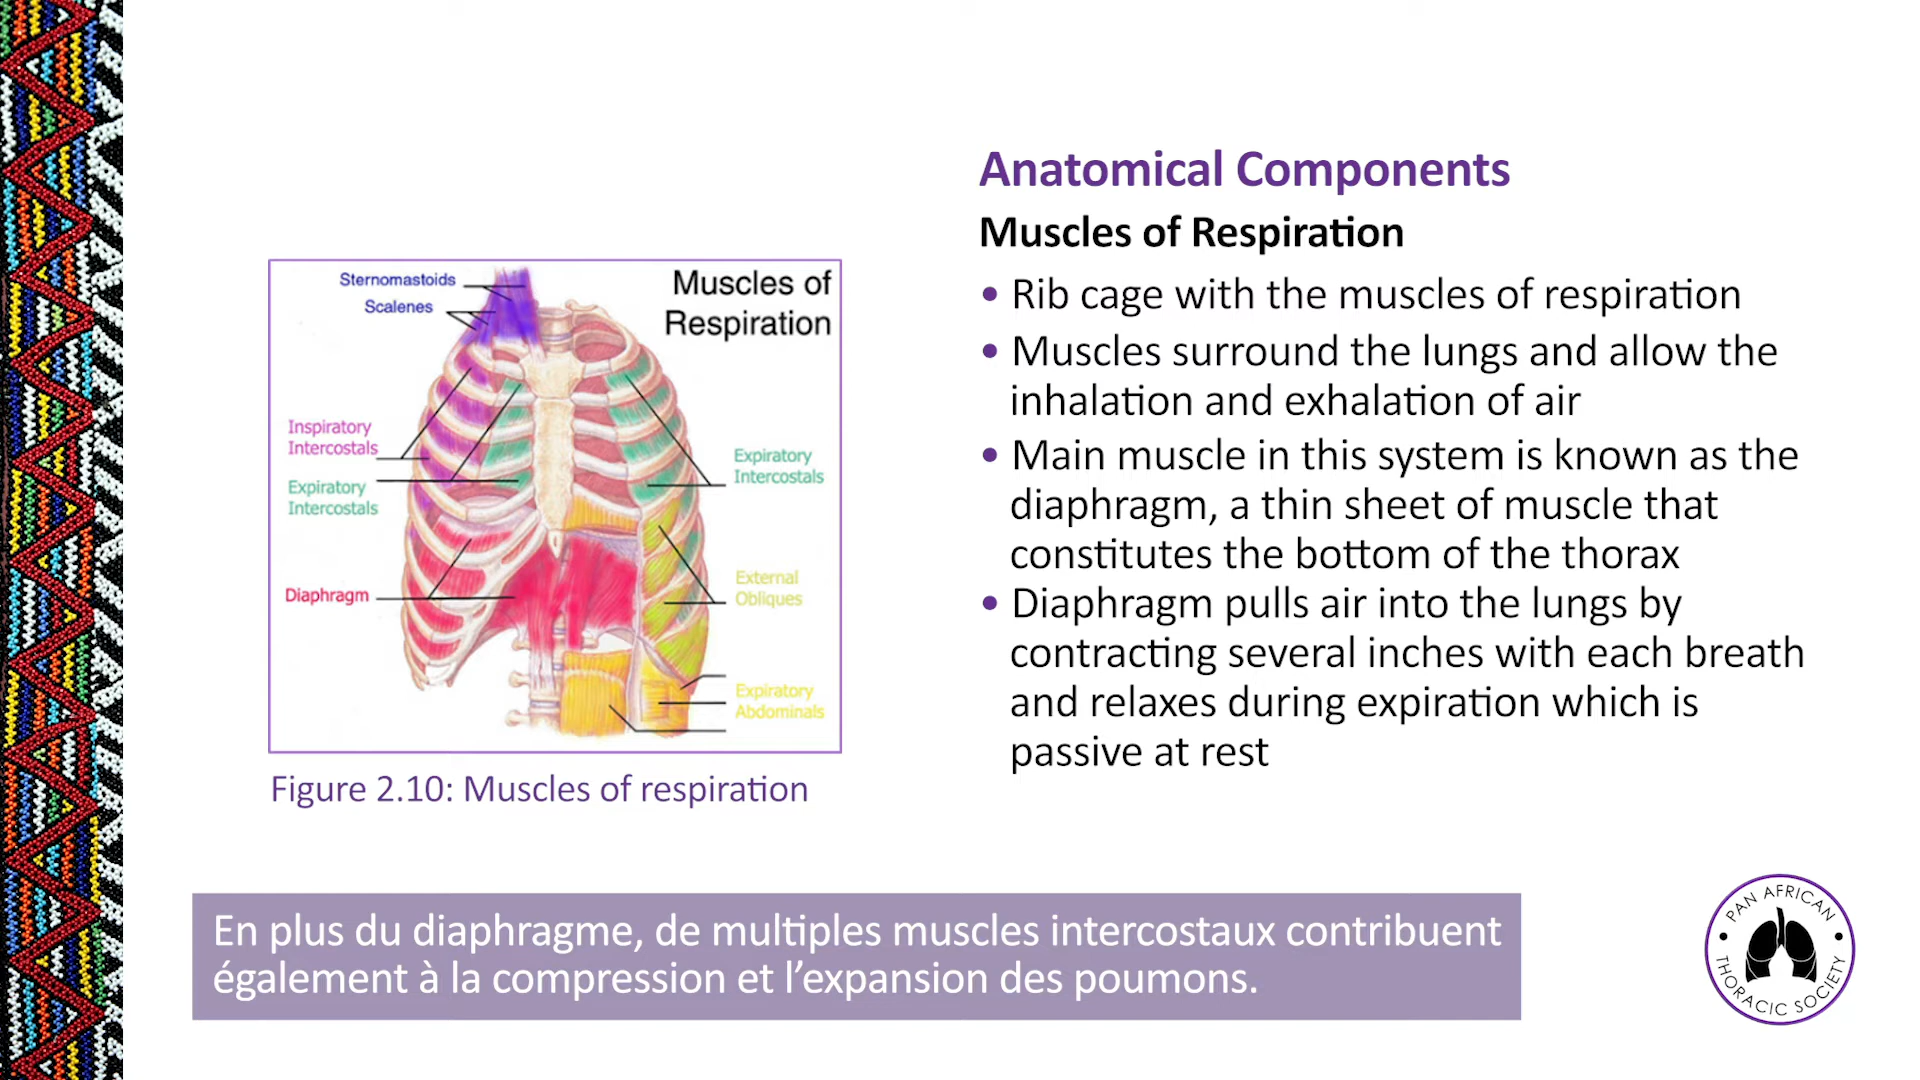 Anatomical Components
Muscles of Respiration
• Rib cage with the muscles of respiration
• Muscles surround the lungs and allow the
inhalation and exhalation of air
• Main muscle in this system is known as the
diaphragm, a thin sheet of muscle that
constitutes the bottom of the thorax
• Diaphragm pulls air into the lungs by
contracting several inches with each breath
and relaxes during expiration which is
passive at rest
Muscles of
Respiration
Sternomastoids
Scalenes
Inspiratory
Intercostals
Expiratory
Intercostals
Diaphragm
Expiratory
Intercostals
External
Obliques
Expiratory
Abdominals
Figure 2.10: Muscles of respiration
En plus du diaphragme, de multiples muscles intercostaux contribuent
également à la compression et l’expansion des poumons.
PAN AFRICAN
THORACIC SOCIETY